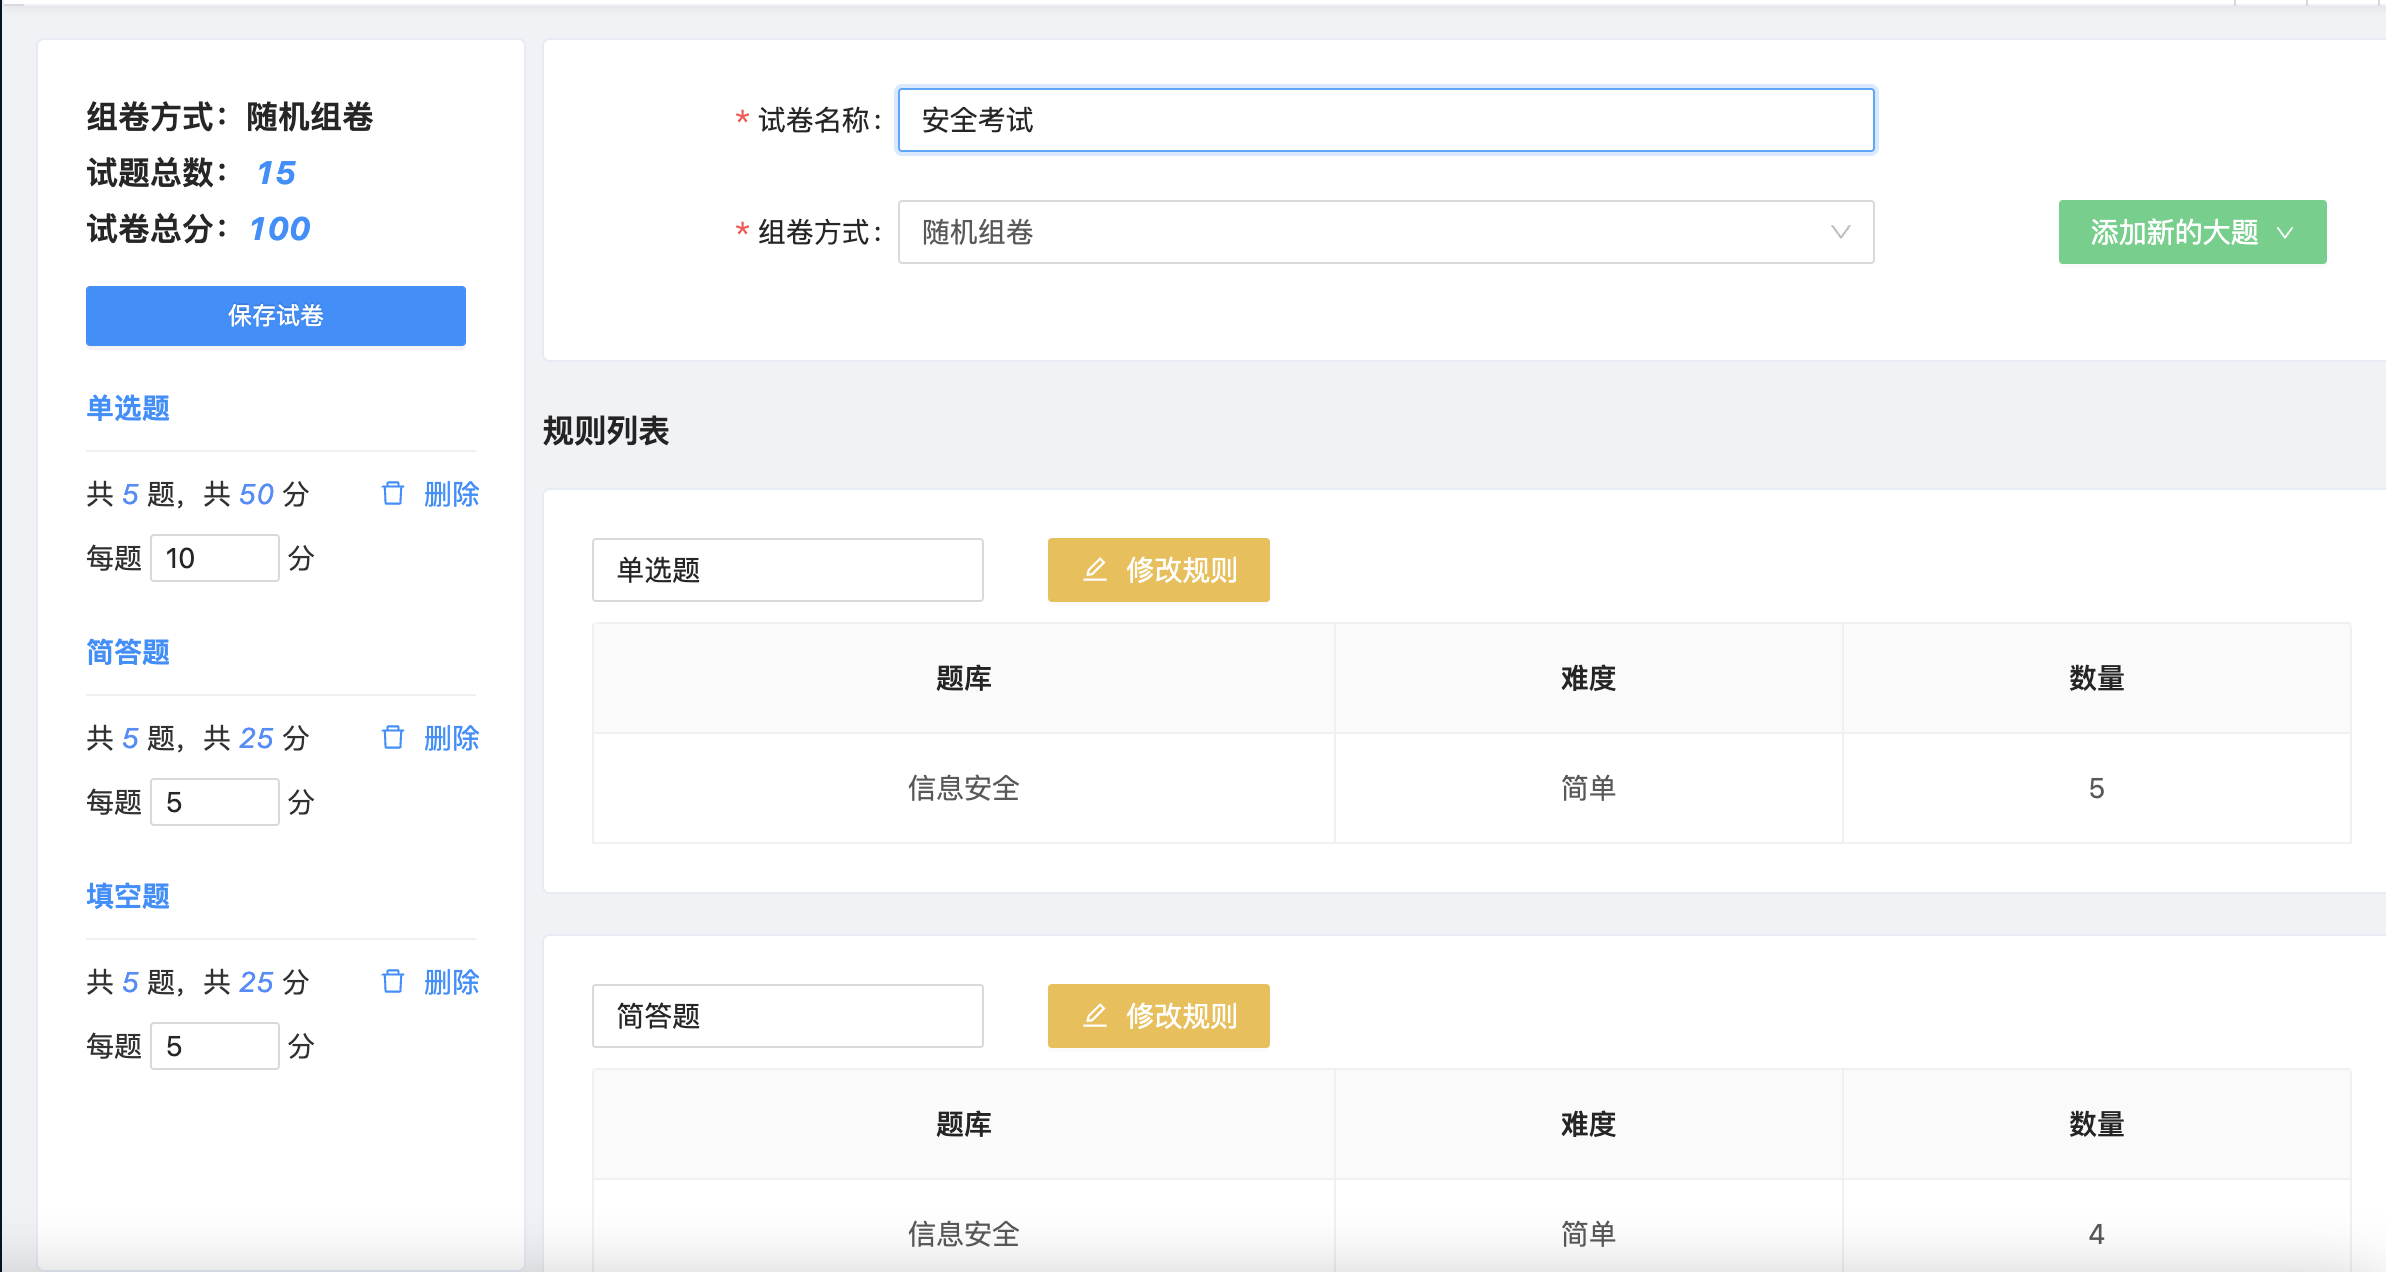 组卷方式：随机组卷
试题总数： 15
试卷总分： 100
保存试卷
单选题
共 5 题，共 50 分 删除
每题 10 分
简答题
共 5 题，共 25 分 删除
每题 5 分
填空题
共 5 题，共 25 分 删除
每题 5 分
* 试卷名称: 安全考试
* 组卷方式: 随机组卷
添加新的大题
规则列表
单选题 修改规则
题库 难度 数量
信息安全 简单 5
简答题 修改规则
题库 难度 数量
信息安全 简单 4